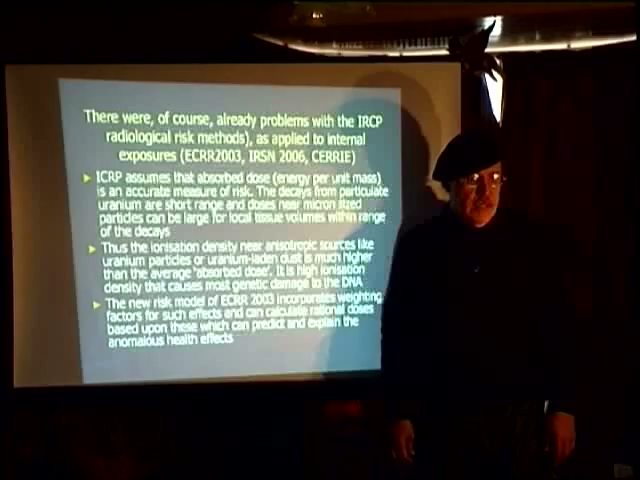 There were, of course, already problems with the IRCP
radiological risk methods), as applied to internal
exposures (ECRR2003, IRSN 2006, CERRIE)
ICRP assumes that absorbed dose (energy per unit mass)
is an accurate measure of risk. The decays from particulate
uranium are short range and doses near micron sized
particles can be large for local tissue volumes within range
of the decays
Thus the ionisation density near anisotropic sources like
uranium particles or uranium-laden dust is much higher
than the average 'absorbed dose'. It is high ionisation
density that causes most genetic damage to the DNA
The new risk model of ECRR 2003 incorporates weighting
factors for such effects and can calculate rational doses
based upon these which can predict and explain the
anomalous health effects